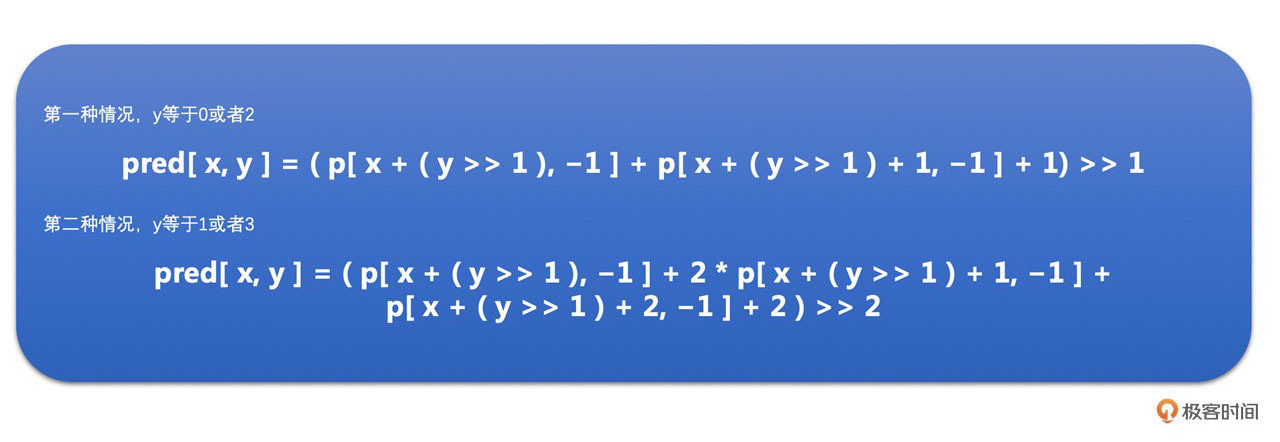 第一种情况，y等于0或者2
pred[ x, y ] = ( p[ x + ( y >> 1 ), −1 ] + p[ x + ( y >> 1 ) + 1, −1 ] + 1) >> 1
第二种情况，y等于1或者3
pred[ x, y ] = ( p[ x + ( y >> 1 ), −1 ] + 2 * p[ x + ( y >> 1 ) + 1, −1 ] +
p[ x + ( y >> 1 ) + 2, −1 ] + 2 ) >> 2
极客时间